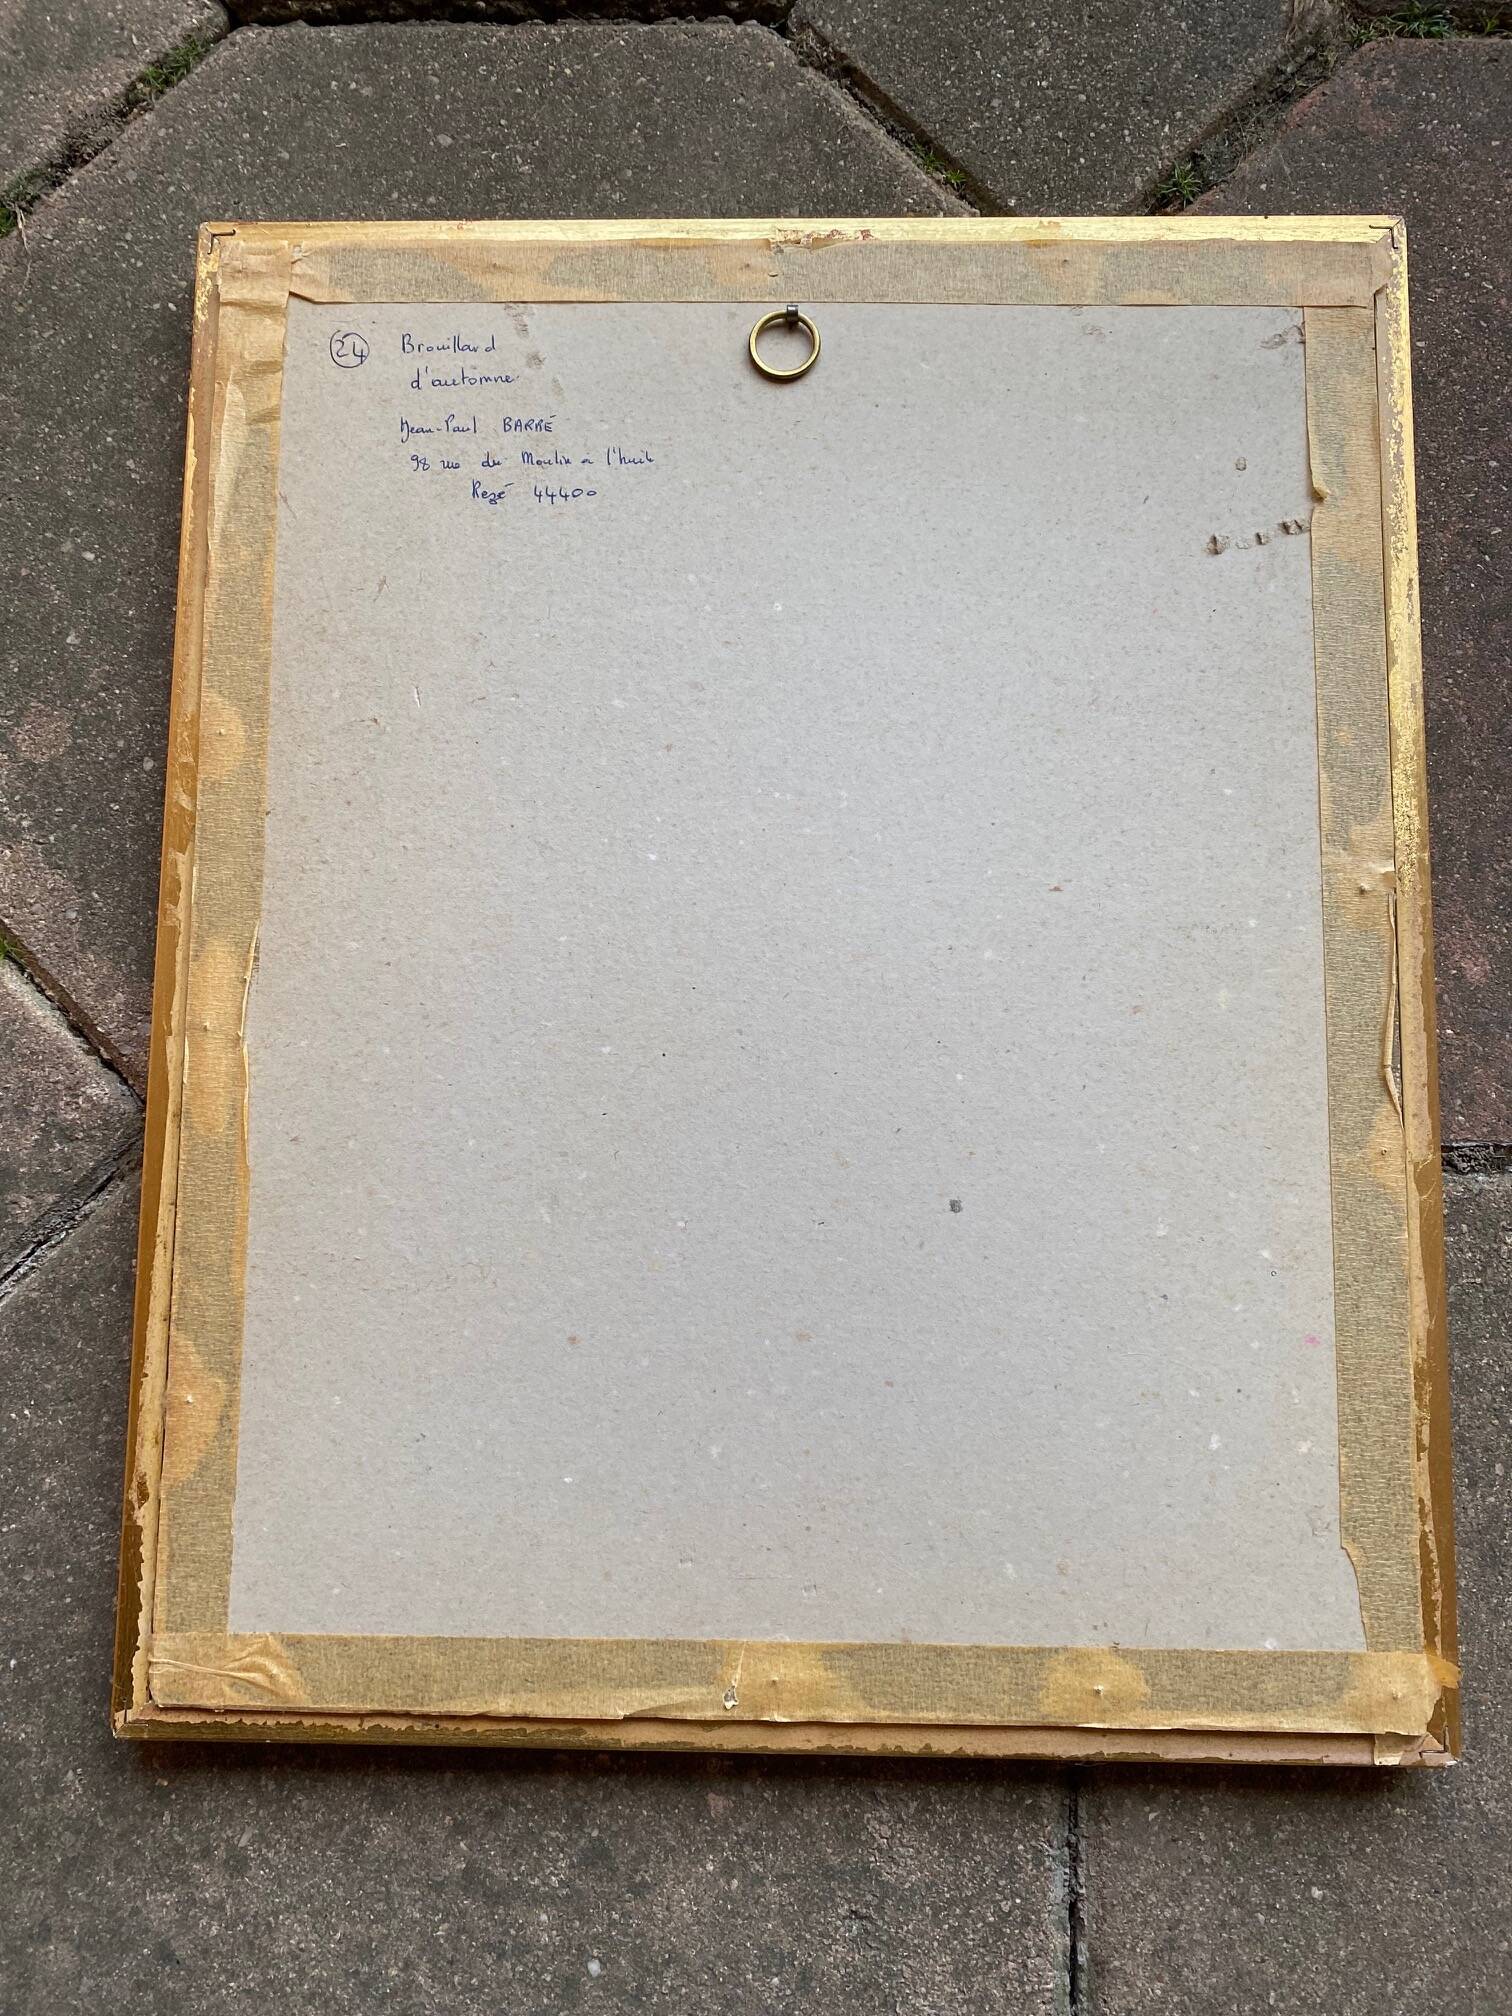 24 Brouillard
d'automne
Jean-Paul BARRÉ
98 rue du Moulin a l'huile
Rezé 44400